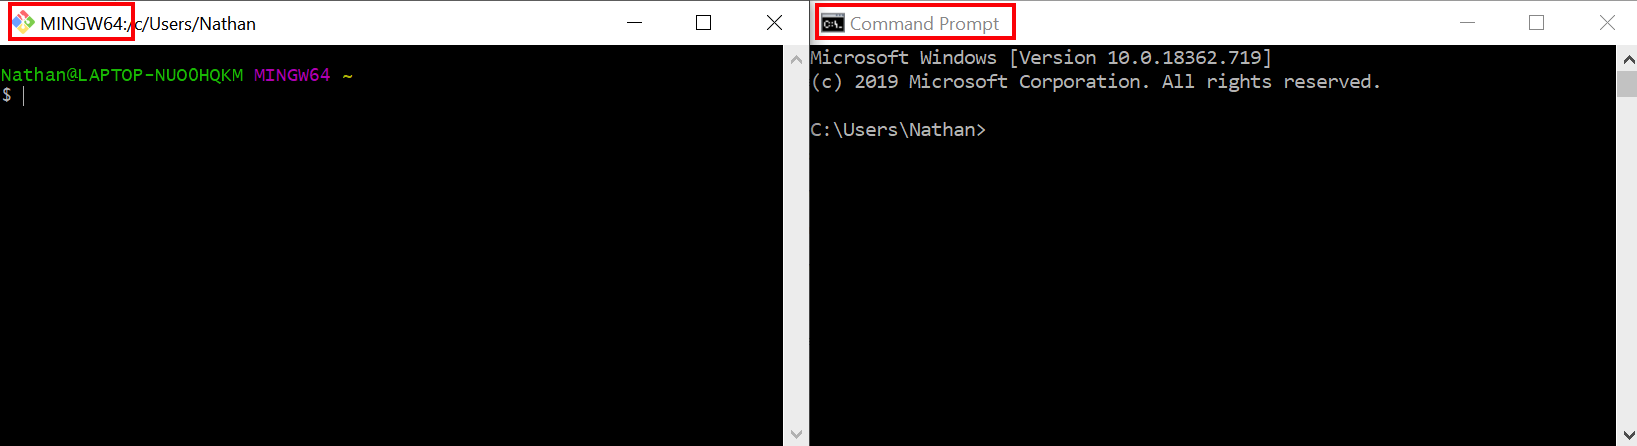 MINGW64:/c/Users/Nathan
Nathan@LAPTOP-NUO0HQKM MINGW64 ~
$
Command Prompt
Microsoft Windows [Version 10.0.18362.719]
(c) 2019 Microsoft Corporation. All rights reserved.
C:\Users\Nathan>